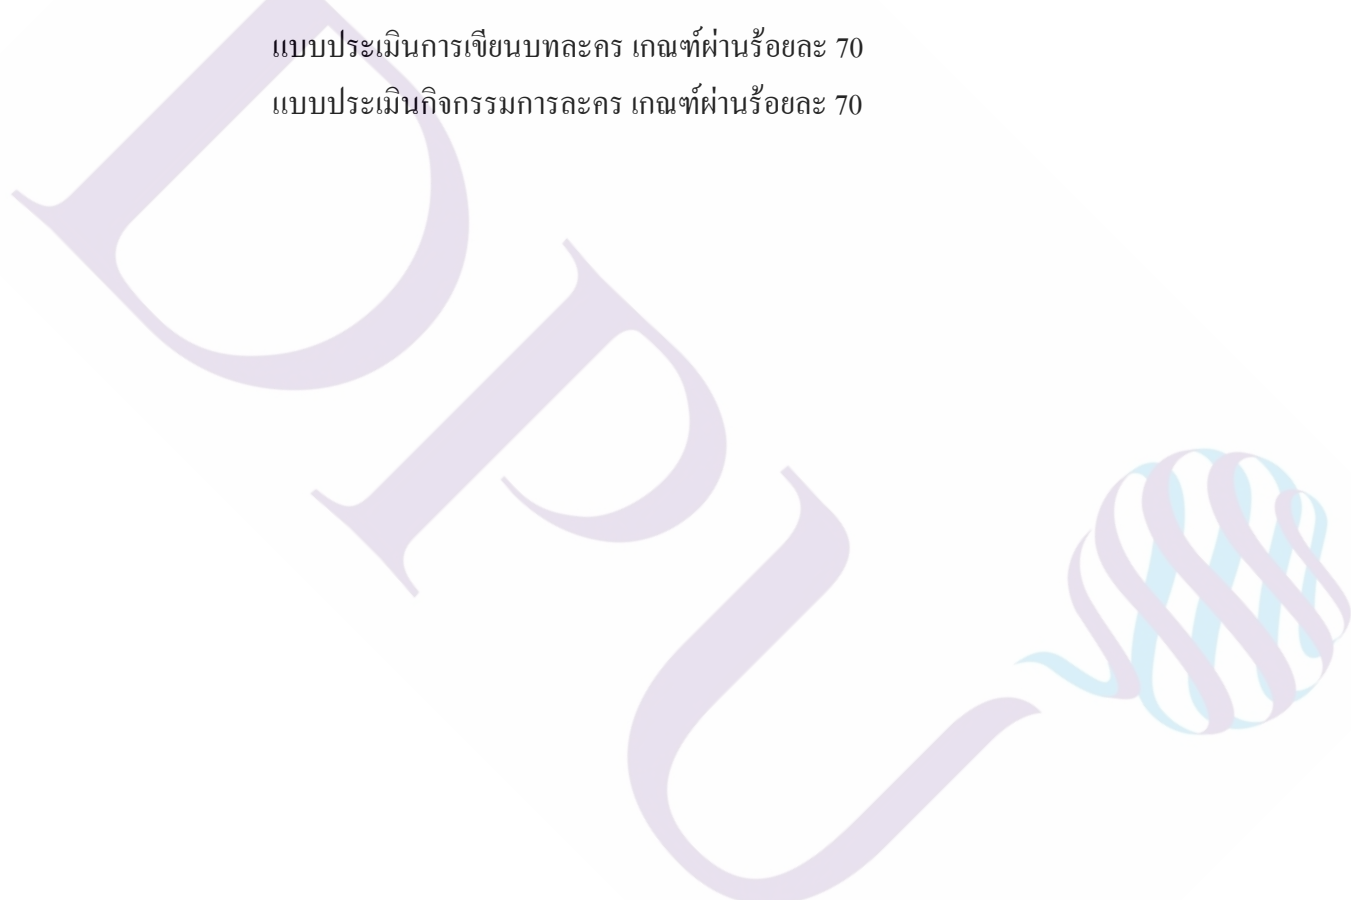 แบบประเมินการเขียนบทละคร เกณฑ์ผ่านร้อยละ 70
แบบประเมินกิจกรรมการละคร เกณฑ์ผ่านร้อยละ 70
DPU